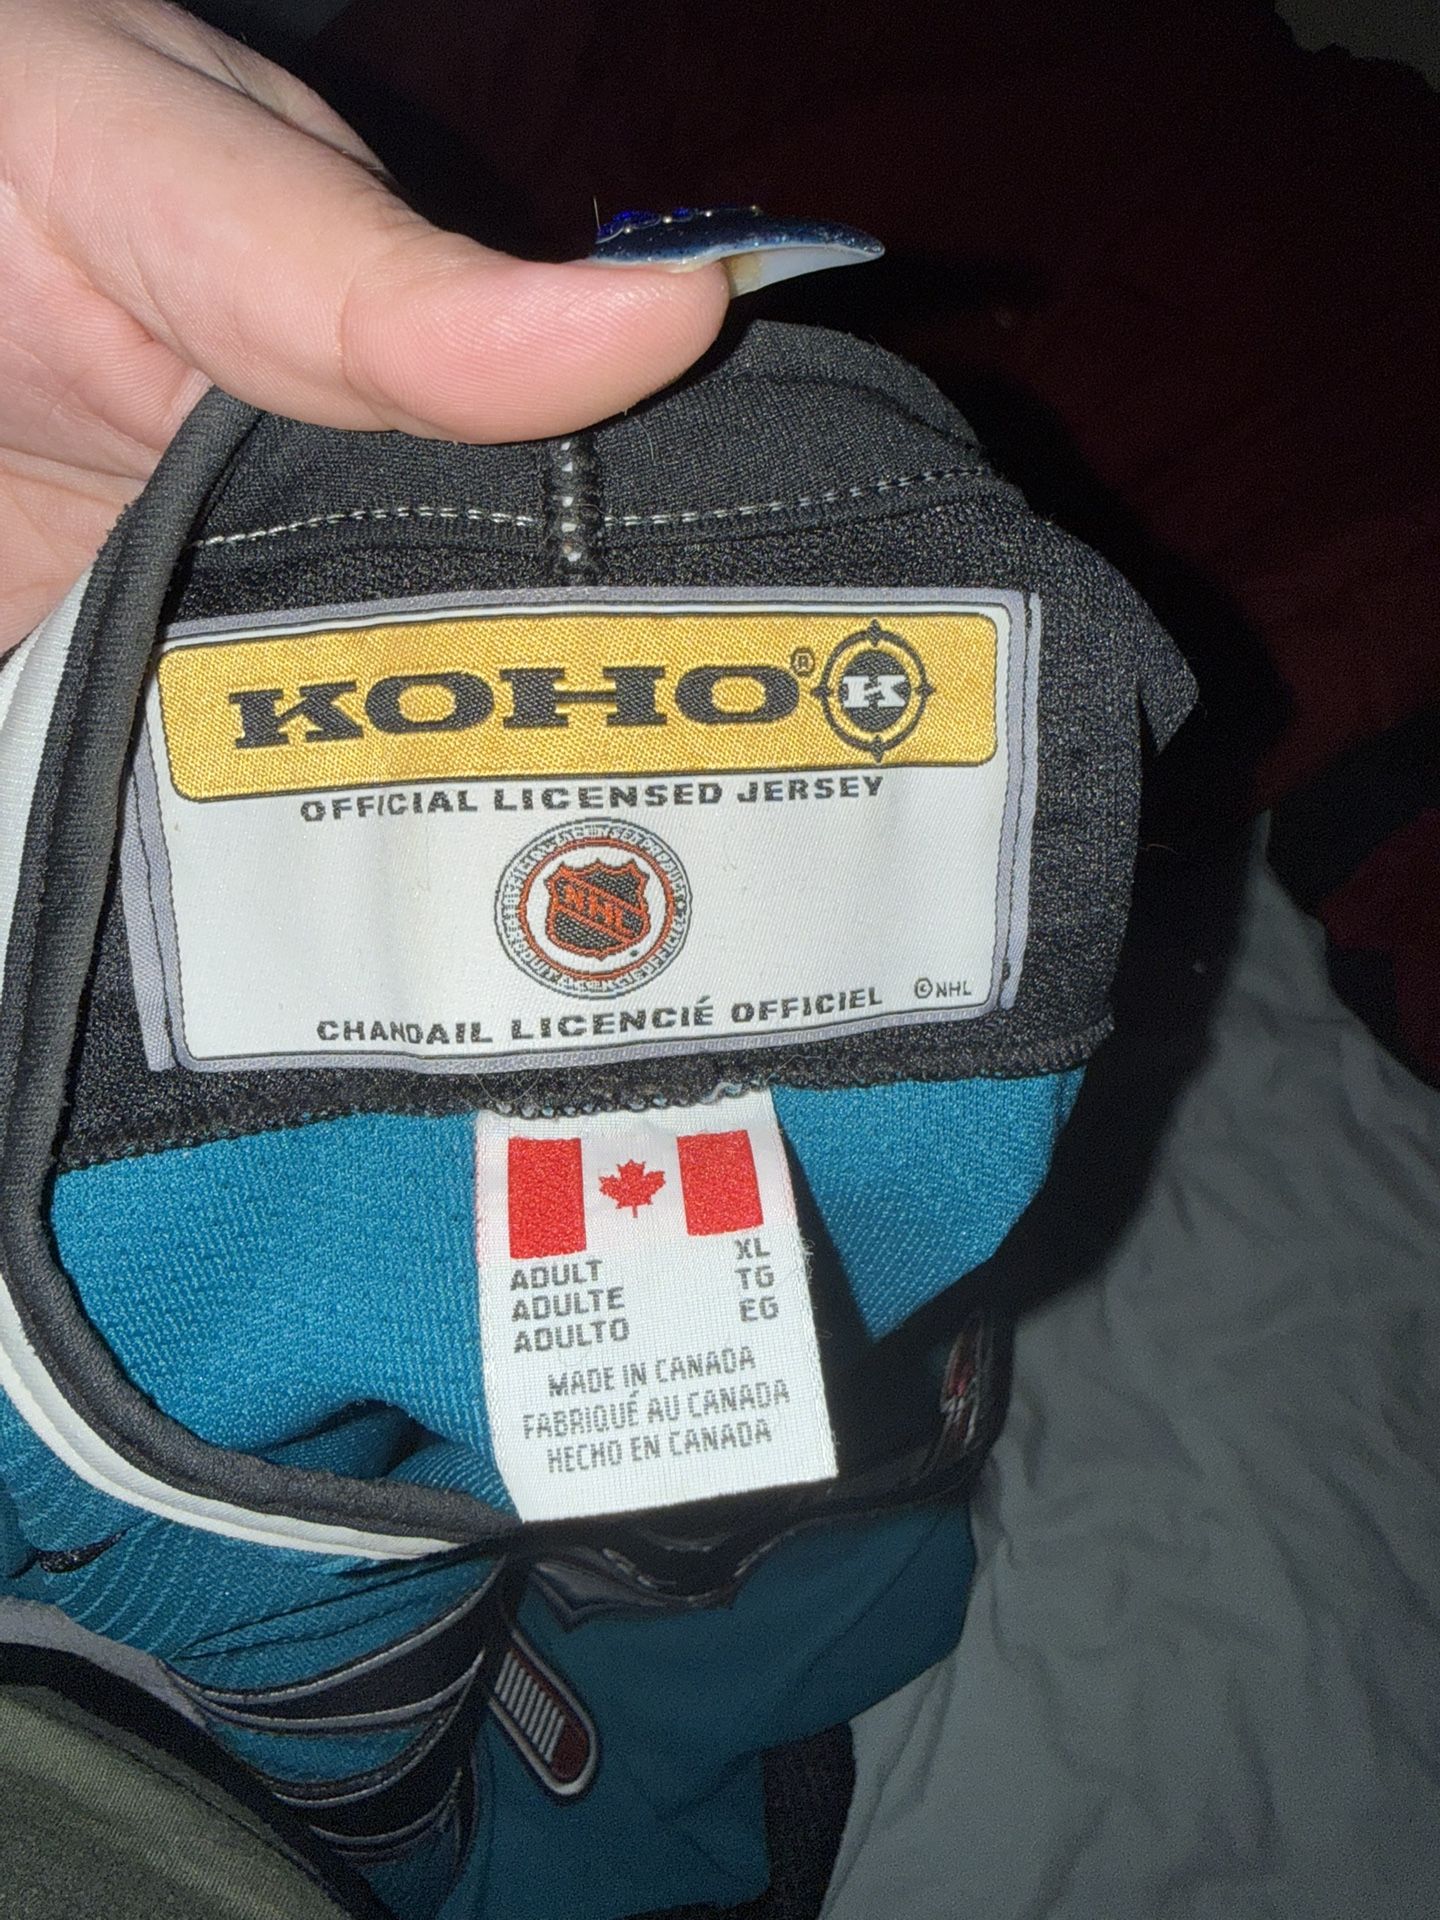 KOHO® K
OFFICIAL LICENSED JERSEY
NHL
CHANDAIL LICENCIÉ OFFICIEL ©NHL
ADULT XL
ADULTE TG
ADULTO EG
MADE IN CANADA
FABRIQUÉ AU CANADA
HECHO EN CANADA